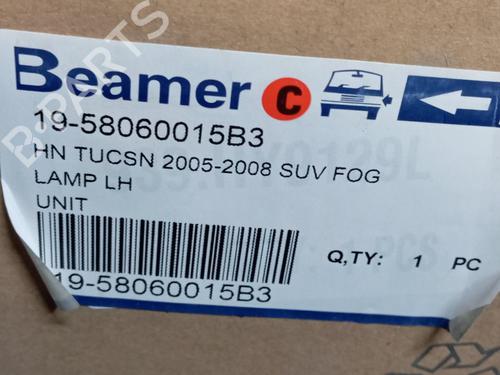 Beamer C
19-58060015B3
HN TUCSN 2005-2008 SUV FOG
LAMP LH
UNIT
Q,TY: 1 PC
19-58060015B3
B-PARTS